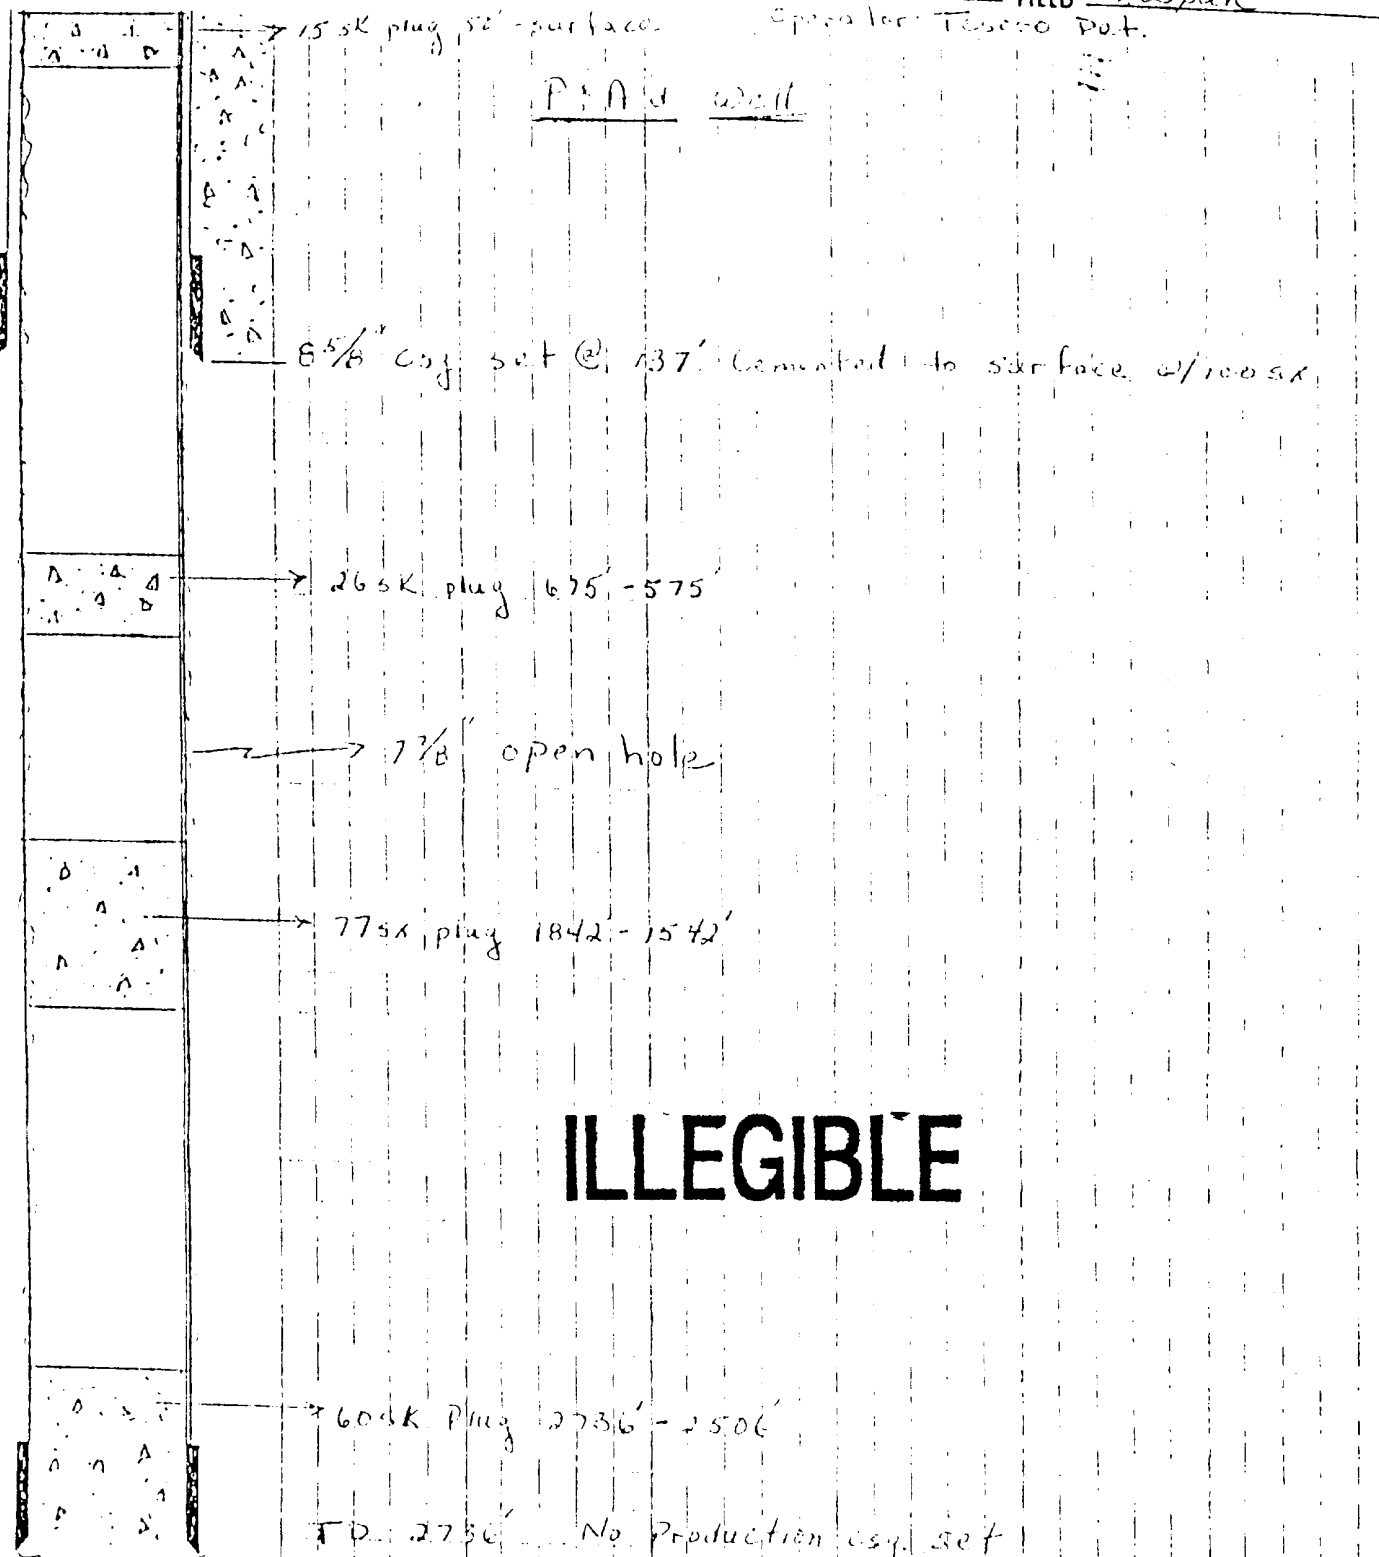 FIELD
15 sK plug 50' - surface
Operator: Tesoro Pet.
P & A'd Well
8 5/8" csg set @ 137' Cemented to surface w/100 sx
26 sK plug 675' - 575'
7 7/8" open hole
77 sx plug 1842' - 1542'
ILLEGIBLE
60 sK Plug 2736' - 2506'
TD 2736' No Production csg. set